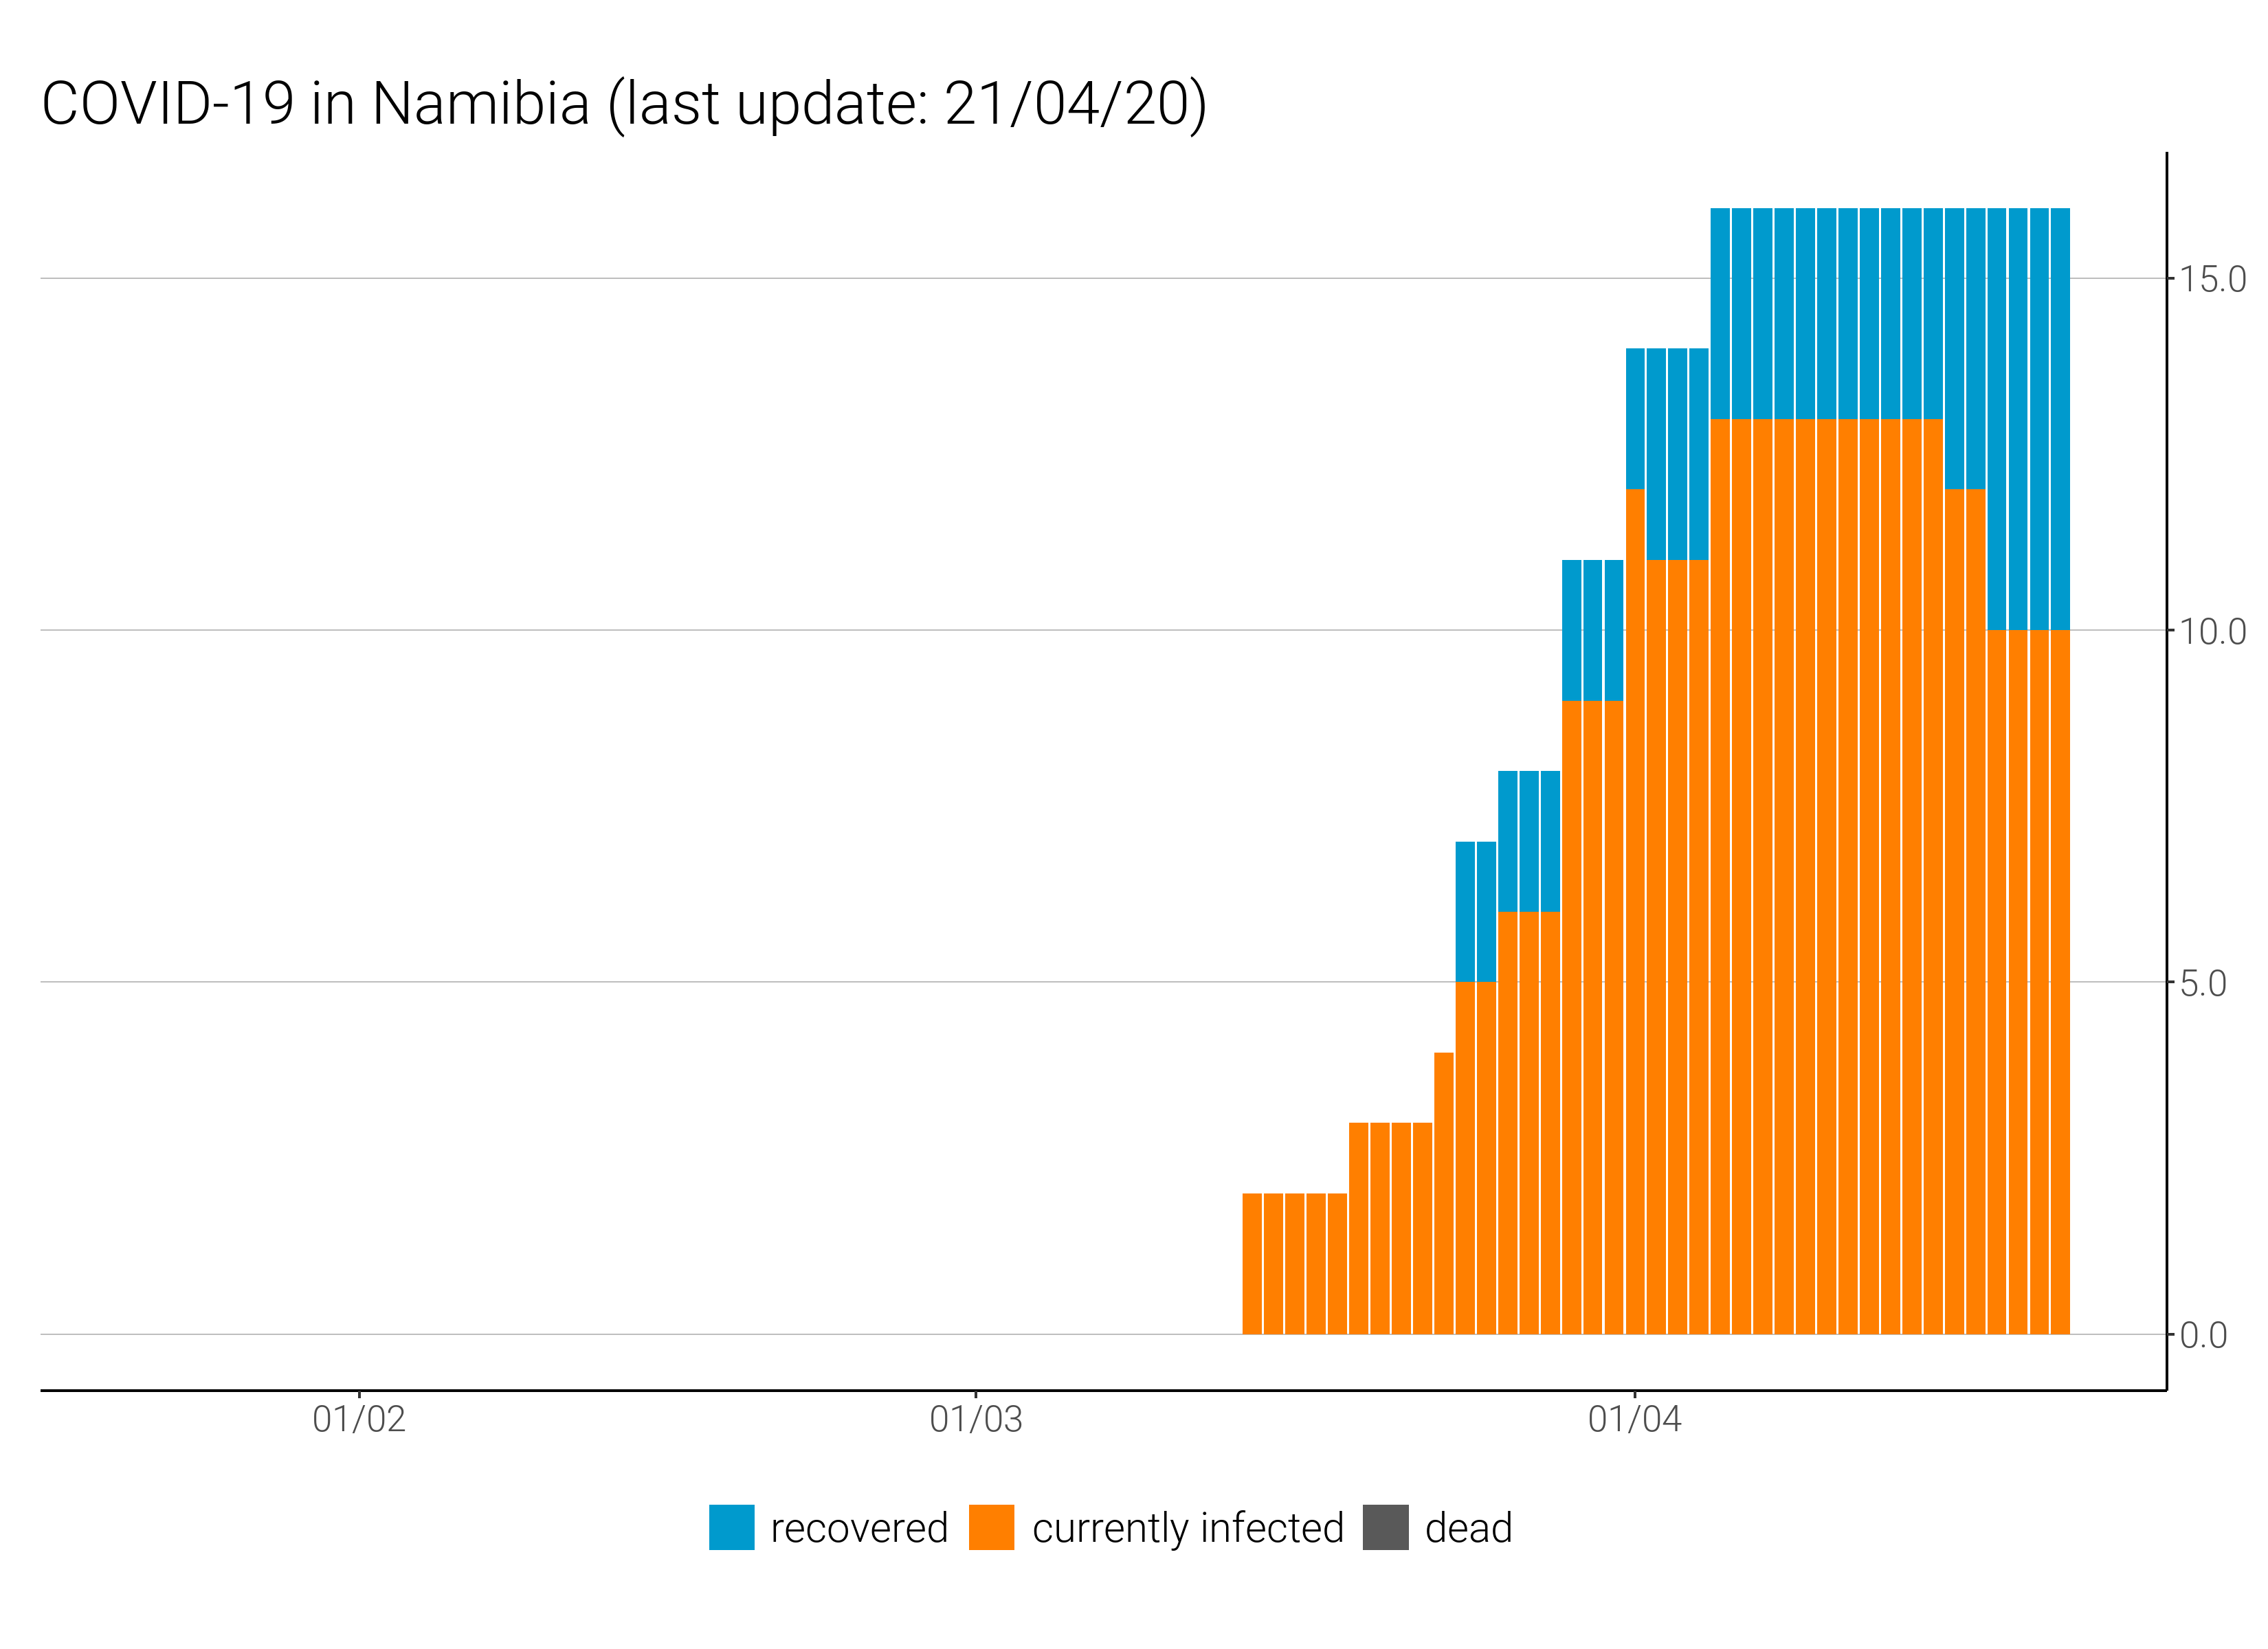 COVID-19 in Namibia (last update: 21/04/20)
15.0
10.0
5.0
0.0
01/02 01/03 01/04
recovered currently infected dead